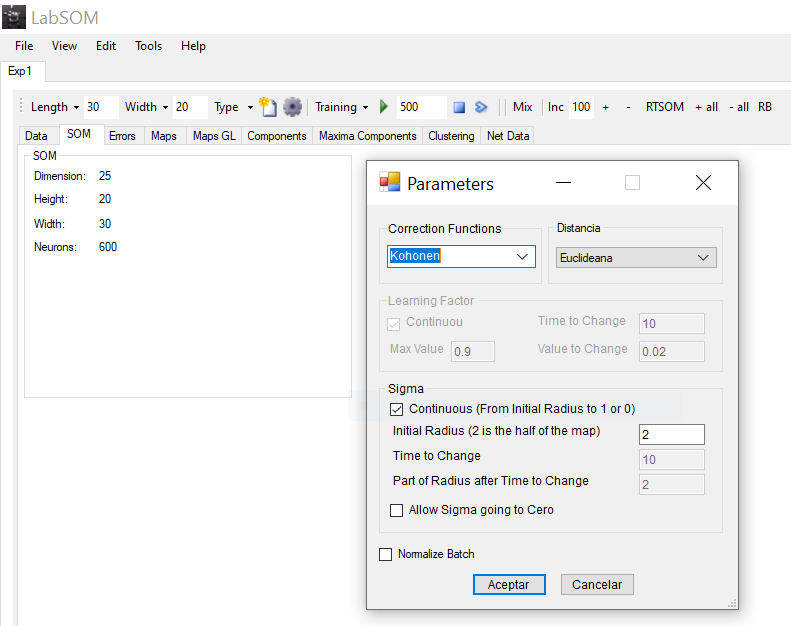 LabSOM
File View Edit Tools Help
Exp1
Length 30 Width 20 Type Training 500 Mix Inc 100 + - RTSOM + all - all RB
Data SOM Errors Maps Maps GL Components Maxima Components Clustering Net Data
SOM
Dimension: 25
Height: 20
Width: 30
Neurons: 600
Parameters
Correction Functions Distancia
Kohonen Euclideana
Learning Factor
Continuou Time to Change 10
Max Value 0.9 Value to Change 0.02
Sigma
Continuous (From Initial Radius to 1 or 0)
Initial Radius (2 is the half of the map) 2
Time to Change 10
Part of Radius after Time to Change 2
Allow Sigma going to Cero
Normalize Batch
Aceptar Cancelar